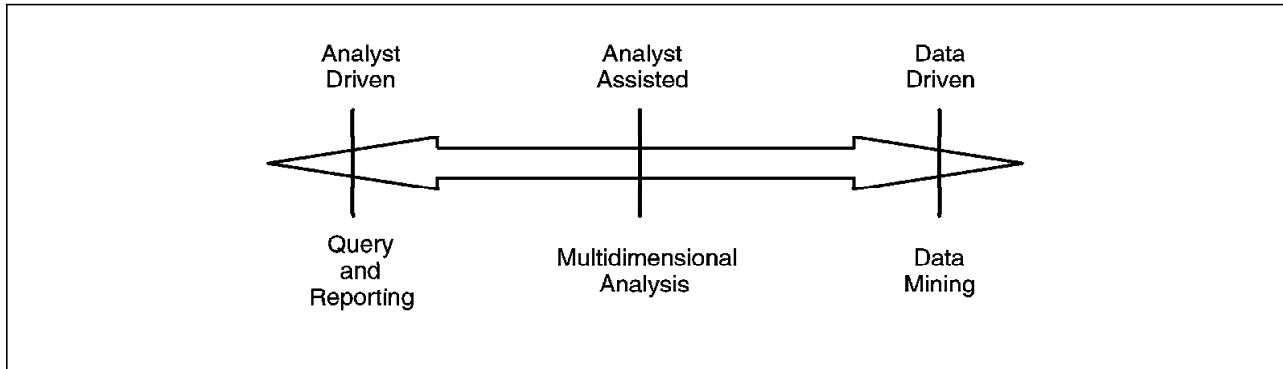 Analyst
Driven
Analyst
Assisted
Data
Driven
Query
and
Reporting
Multidimensional
Analysis
Data
Mining